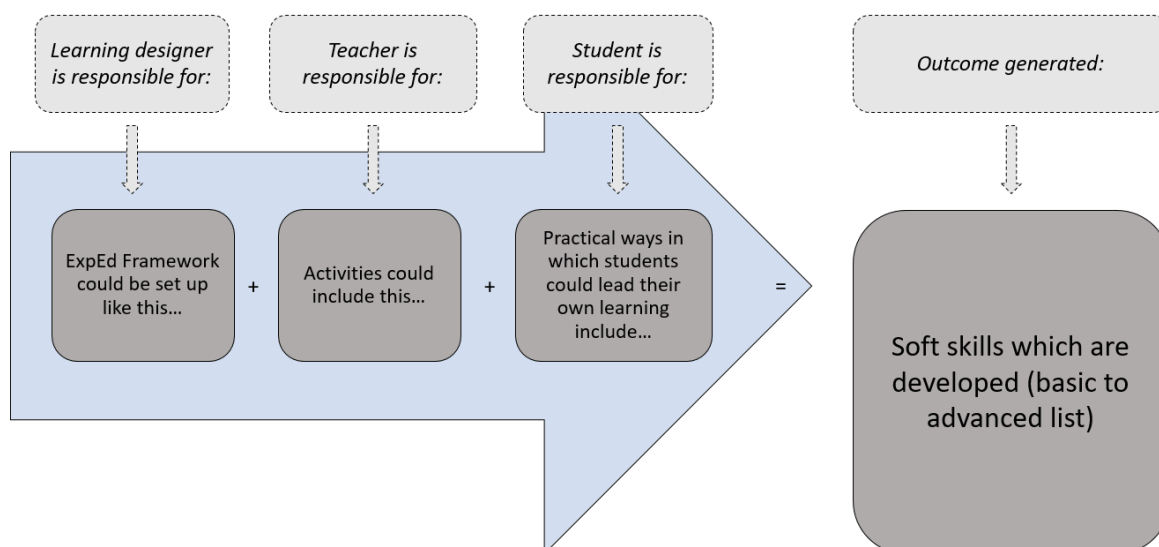 Learning designer
is responsible for:
Teacher is
responsible for:
Student is
responsible for:
Outcome generated:
ExpEd Framework
could be set up
like this…
+
Activities could
include this…
+
Practical ways in
which students
could lead their
own learning
include…
=
Soft skills which are
developed (basic to
advanced list)